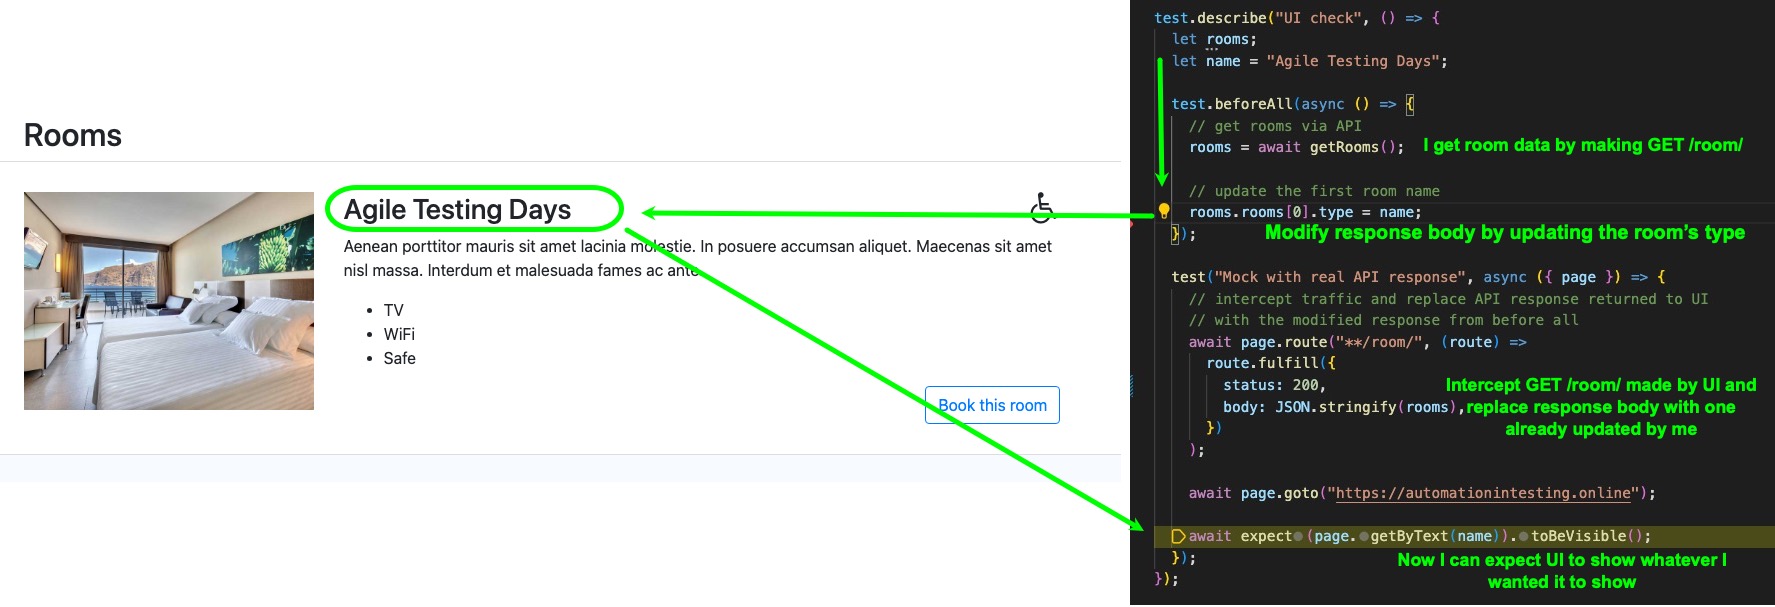 Rooms
Agile Testing Days
Aenean porttitor mauris sit amet lacinia molestie. In posuere accumsan aliquet. Maecenas sit amet
nisl massa. Interdum et malesuada fames ac ante
• TV
• WiFi
• Safe
Book this room
test.describe("UI check", () => {
let rooms;
let name = "Agile Testing Days";
test.beforeAll(async () => {
// get rooms via API
rooms = await getRooms();
I get room data by making GET /room/
// update the first room name
rooms.rooms[0].type = name;
});
Modify response body by updating the room's type
test("Mock with real API response", async ({ page }) => {
// intercept traffic and replace API response returned to UI
// with the modified response from before all
await page.route("**/room/", (route) =>
route.fulfill({
status: 200,
body: JSON.stringify(rooms),
})
);
Intercept GET /room/ made by UI and
replace response body with one
already updated by me
await page.goto("https://automationintesting.online");
await expect(page.getByText(name)).toBeVisible();
});
});
Now I can expect UI to show whatever I
wanted it to show